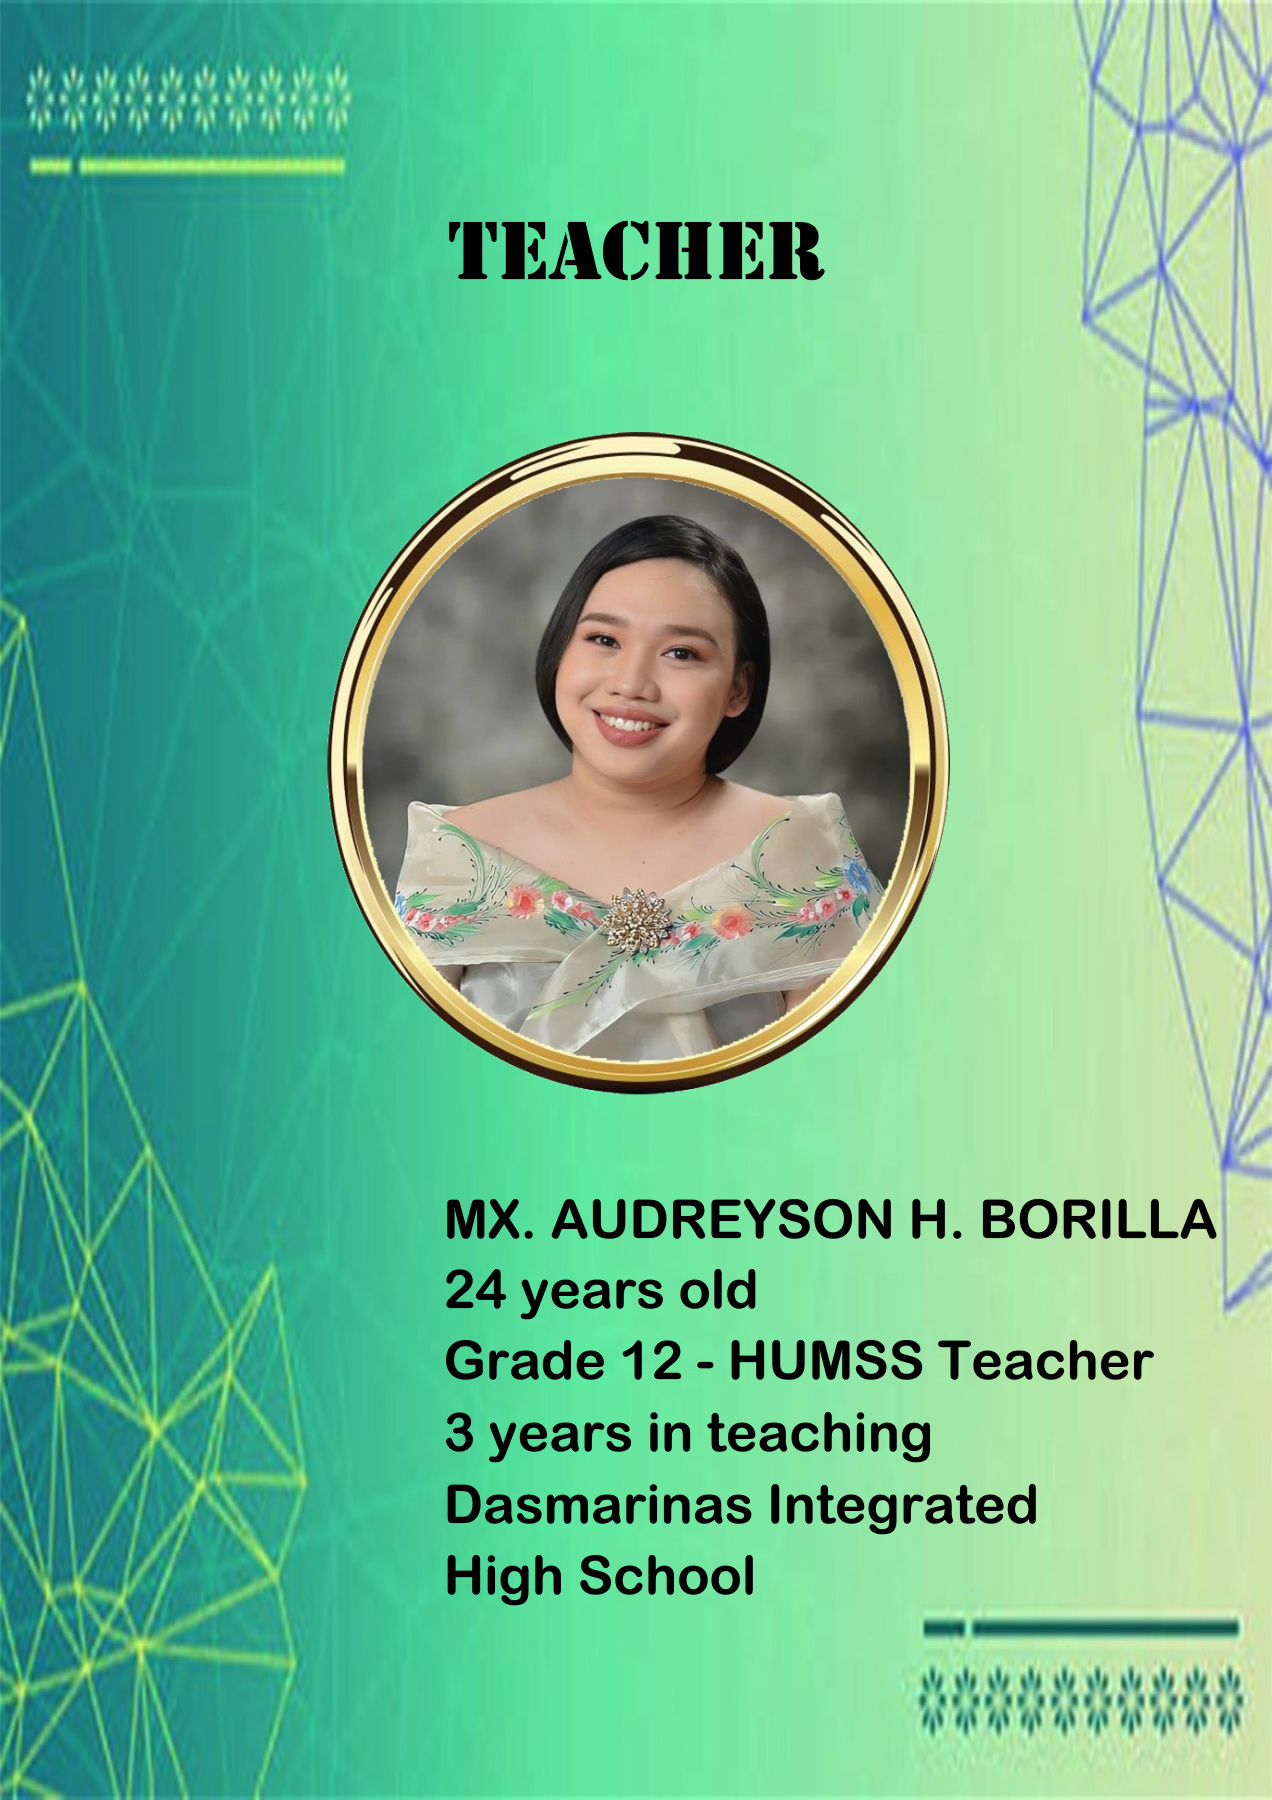 TEACHER
MX. AUDREYSON H. BORILLA
24 years old
Grade 12 - HUMSS Teacher
3 years in teaching
Dasmarinas Integrated
High School